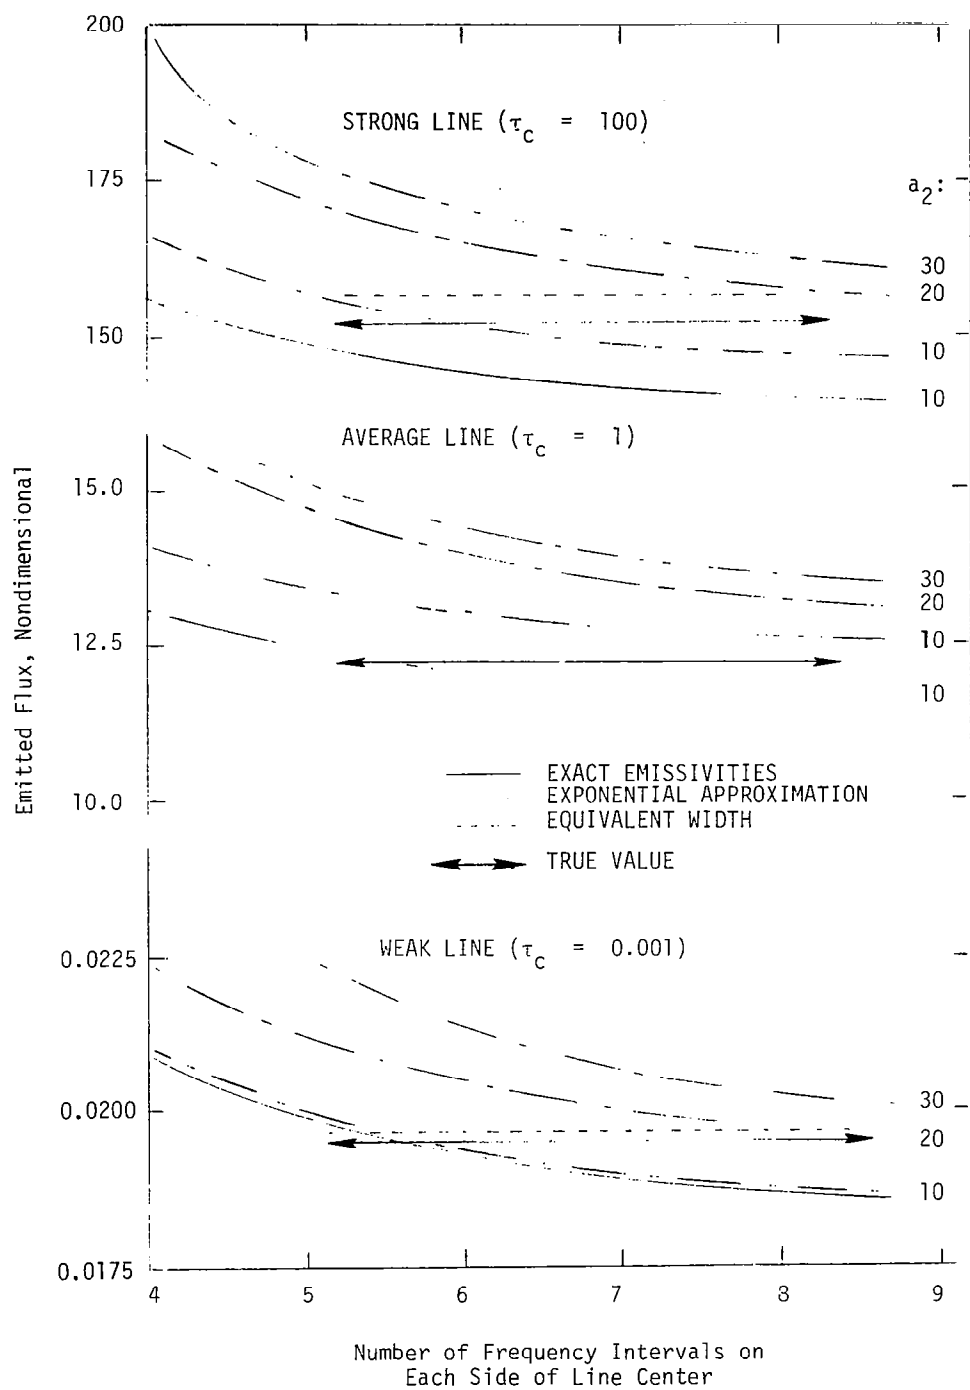 200
STRONG LINE (τc = 100)
175
a2:
30
20
150
10
10
AVERAGE LINE (τc = 1)
15.0
30
20
12.5
10
10
Emitted Flux, Nondimensional
EXACT EMISSIVITIES
EXPONENTIAL APPROXIMATION
10.0
EQUIVALENT WIDTH
TRUE VALUE
WEAK LINE (τc = 0.001)
0.0225
30
0.0200
20
10
0.0175
4 5 6 7 8 9
Number of Frequency Intervals on
Each Side of Line Center